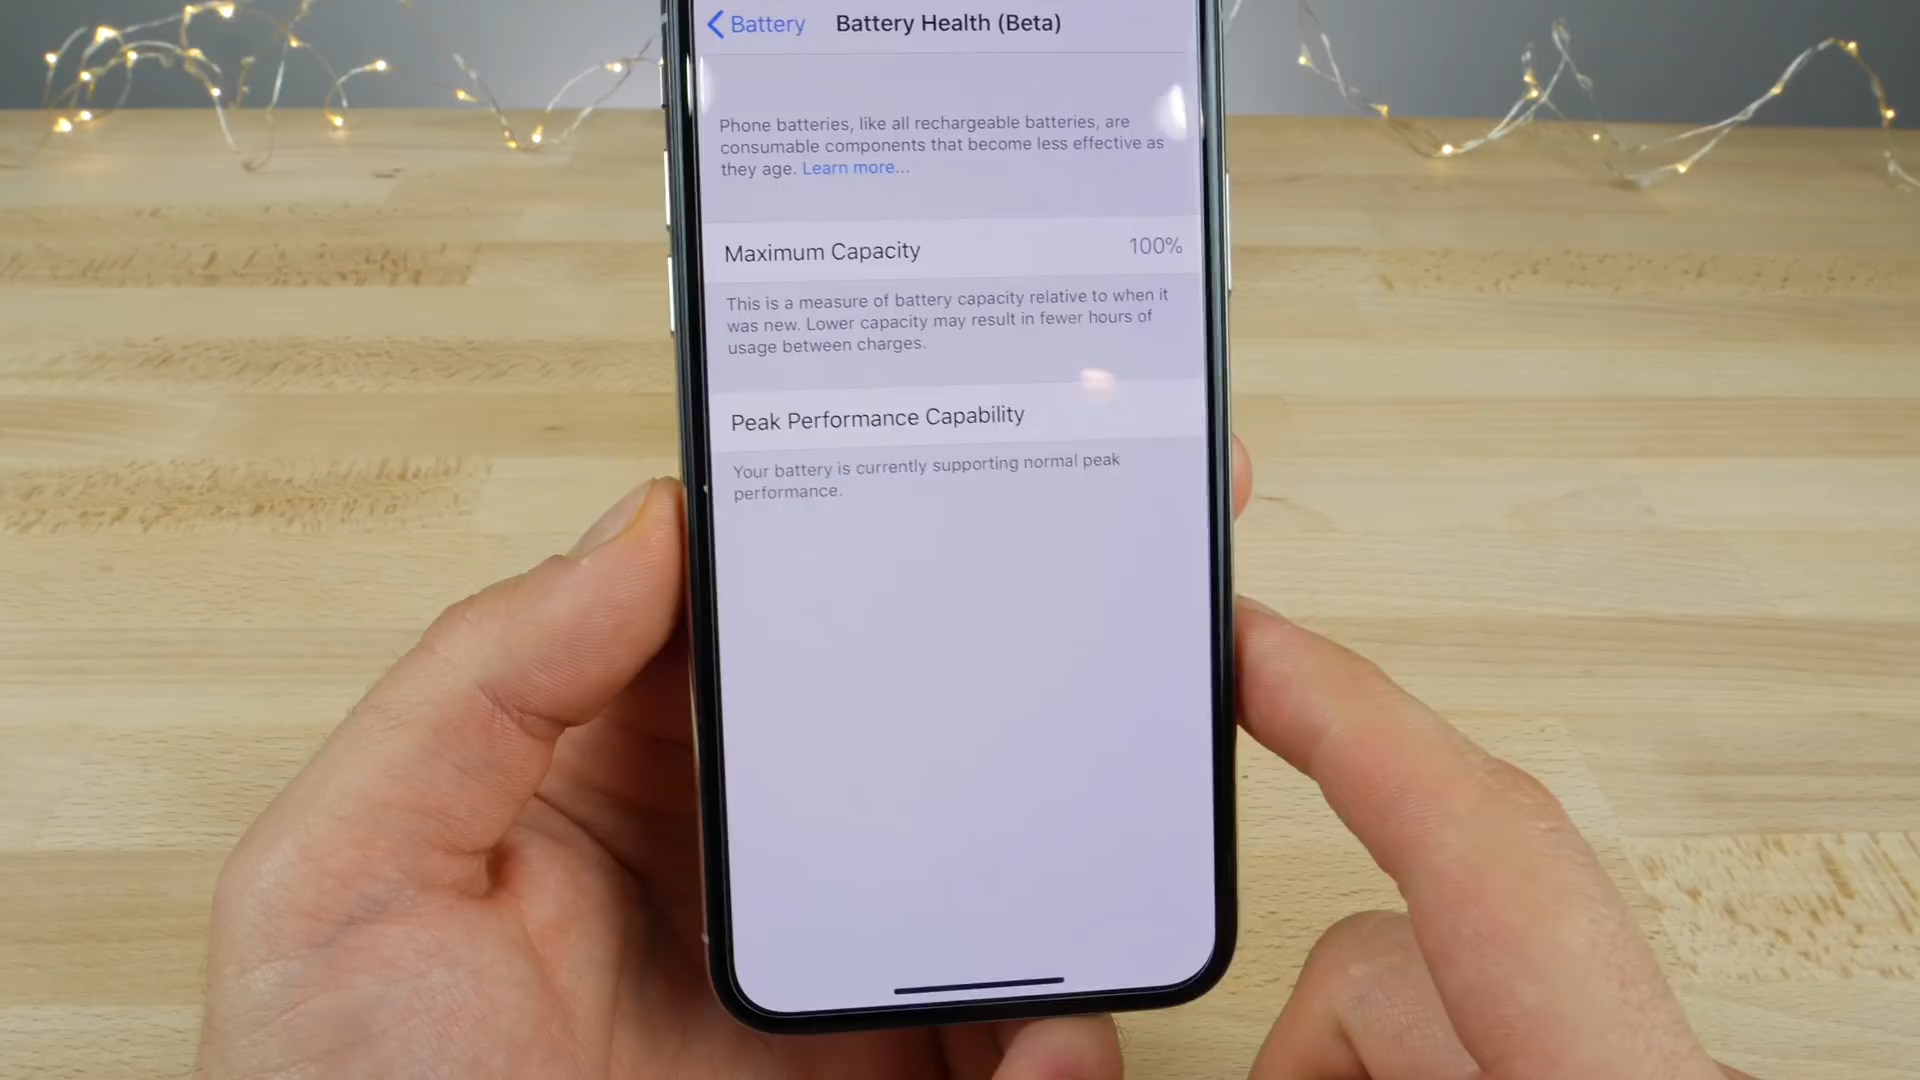 Battery Battery Health (Beta)
Phone batteries, like all rechargeable batteries, are
consumable components that become less effective as
they age. Learn more...
Maximum Capacity 100%
This is a measure of battery capacity relative to when it
was new. Lower capacity may result in fewer hours of
usage between charges.
Peak Performance Capability
Your battery is currently supporting normal peak
performance.